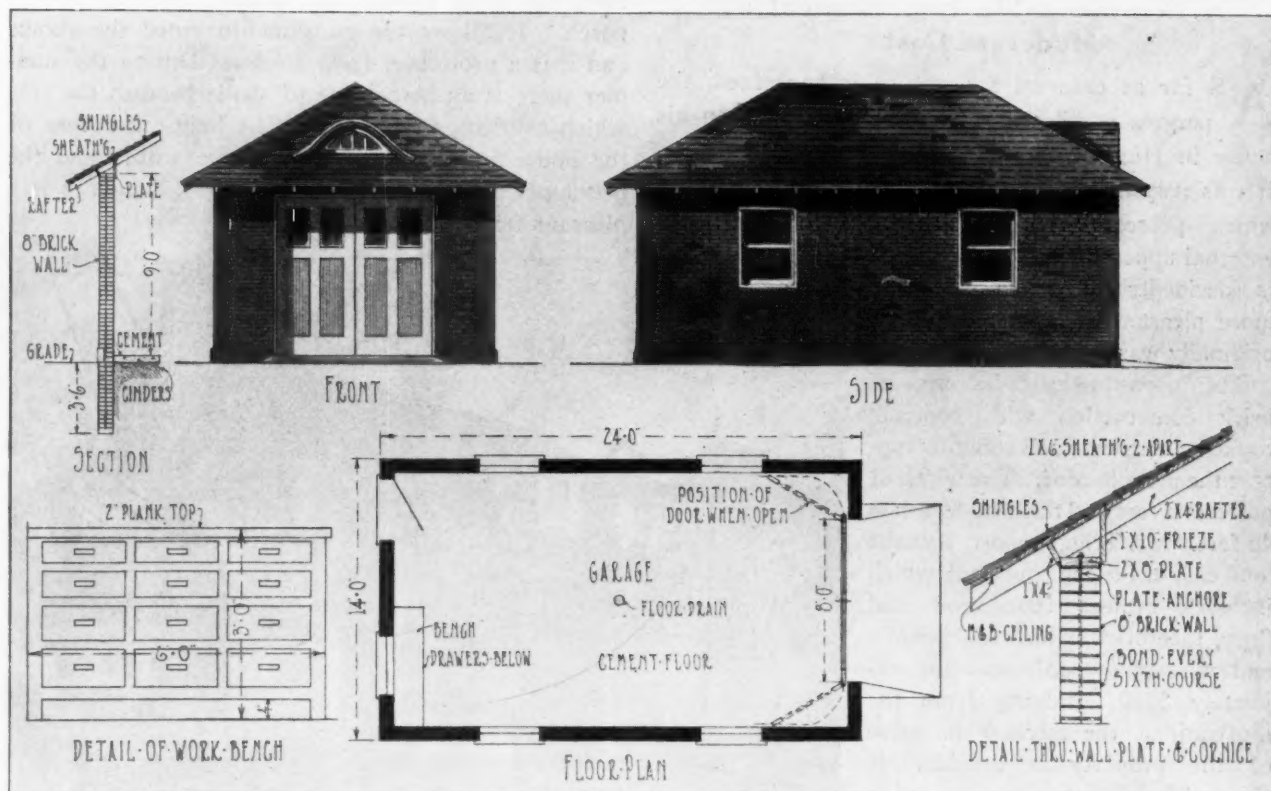 SHINGLES
SHEATH'G
PLATE
RAFTER
8" BRICK
WALL
9'-0"
GRADE
CEMENT
CINDERS
3'-6"
SECTION
FRONT
SIDE
2" PLANK TOP
3'-0"
6'-0"
DETAIL·OF·WORK·BENCH
24'-0"
14'-0"
POSITION·OF
DOOR WHEN·OPEN
GARAGE
FLOOR·DRAIN
8'-0"
BENCH
DRAWERS·BELOW
CEMENT·FLOOR
FLOOR·PLAN
1X6·SHEATH'G·2·APART
SHINGLES
2X4·RAFTER
1X10·FRIEZE
2X8·PLATE
1X4
PLATE·ANCHORE
M&B·CEILING
8"BRICK·WALL
BOND·EVERY
SIXTH·COURSE
DETAIL·THRU·WALL·PLATE·&·CORNICE